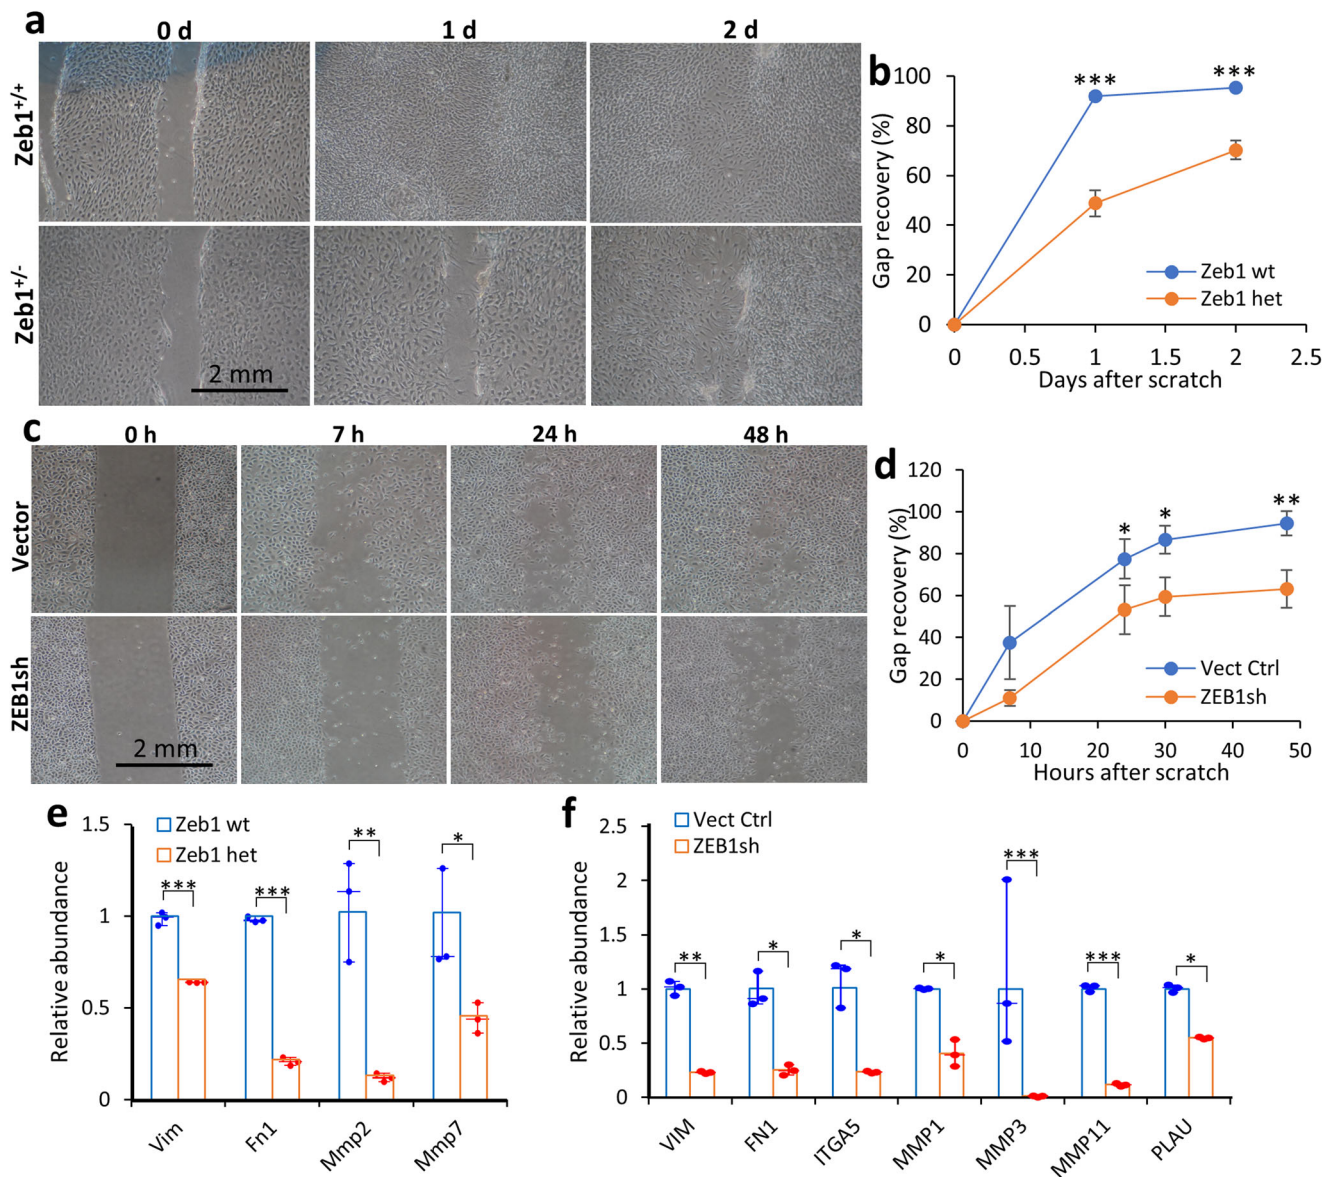 a
0 d
1 d
2 d
Zeb1+/+
Zeb1+/-
2 mm
b
100
80
60
40
20
0
Gap recovery (%)
***
***
Zeb1 wt
Zeb1 het
0
0.5
1
1.5
2
2.5
Days after scratch
c
0 h
7 h
24 h
48 h
Vector
ZEB1sh
2 mm
d
120
100
80
60
40
20
0
Gap recovery (%)
*
*
**
Vect Ctrl
ZEB1sh
0
10
20
30
40
50
Hours after scratch
e
1.5
1
0.5
0
Relative abundance
Zeb1 wt
Zeb1 het
***
***
**
*
Vim
Fn1
Mmp2
Mmp7
f
2.5
2
1.5
1
0.5
0
Relative abundance
Vect Ctrl
ZEB1sh
**
*
*
*
***
***
*
VIM
FN1
ITGA5
MMP1
MMP3
MMP11
PLAU